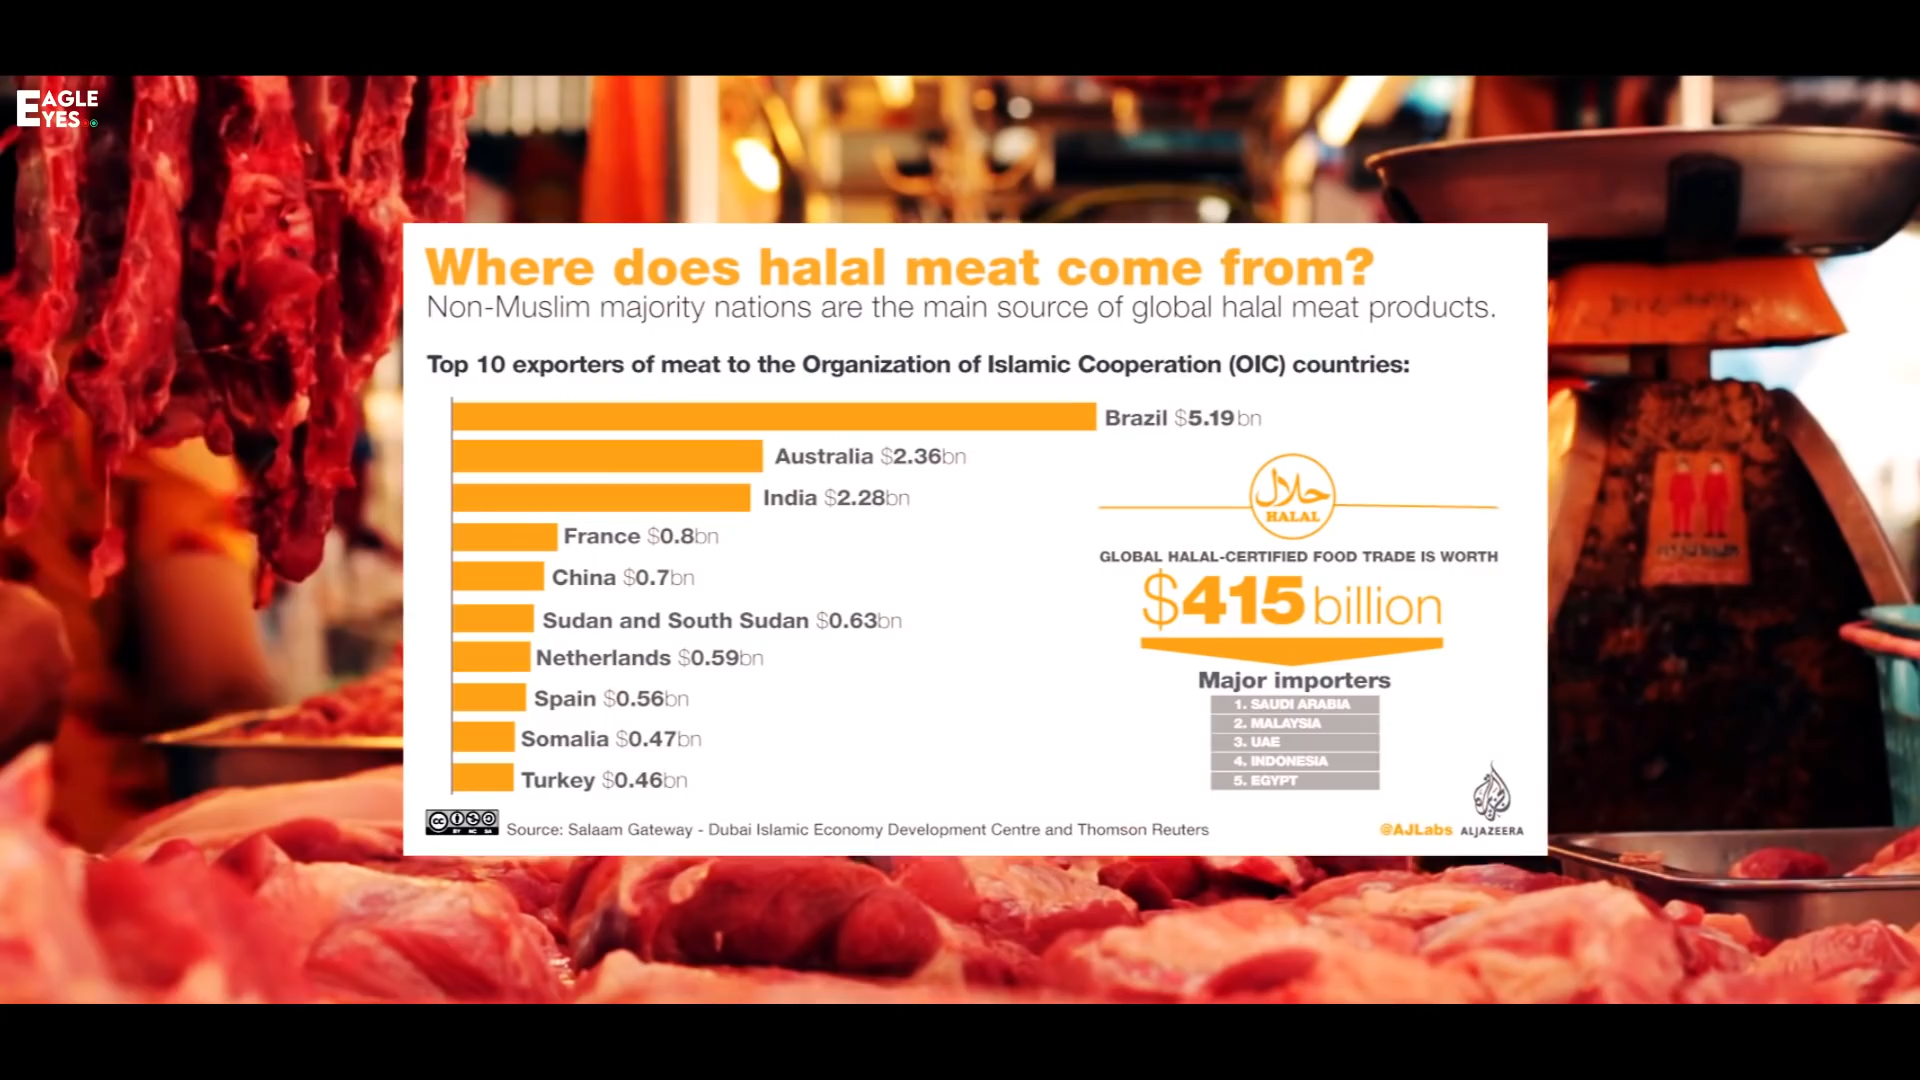 EAGLE
EYES
Where does halal meat come from?
Non-Muslim majority nations are the main source of global halal meat products.
Top 10 exporters of meat to the Organization of Islamic Cooperation (OIC) countries:
Brazil $5.19bn
Australia $2.36bn
India $2.28bn
France $0.8bn
China $0.7bn
Sudan and South Sudan $0.63bn
Netherlands $0.59bn
Spain $0.56bn
Somalia $0.47bn
Turkey $0.46bn
حلال
HALAL
GLOBAL HALAL-CERTIFIED FOOD TRADE IS WORTH
$415 billion
Major importers
1. SAUDI ARABIA
2. MALAYSIA
3. UAE
4. INDONESIA
5. EGYPT
cc BY NC SA
Source: Salaam Gateway - Dubai Islamic Economy Development Centre and Thomson Reuters
@AJLabs ALJAZEERA